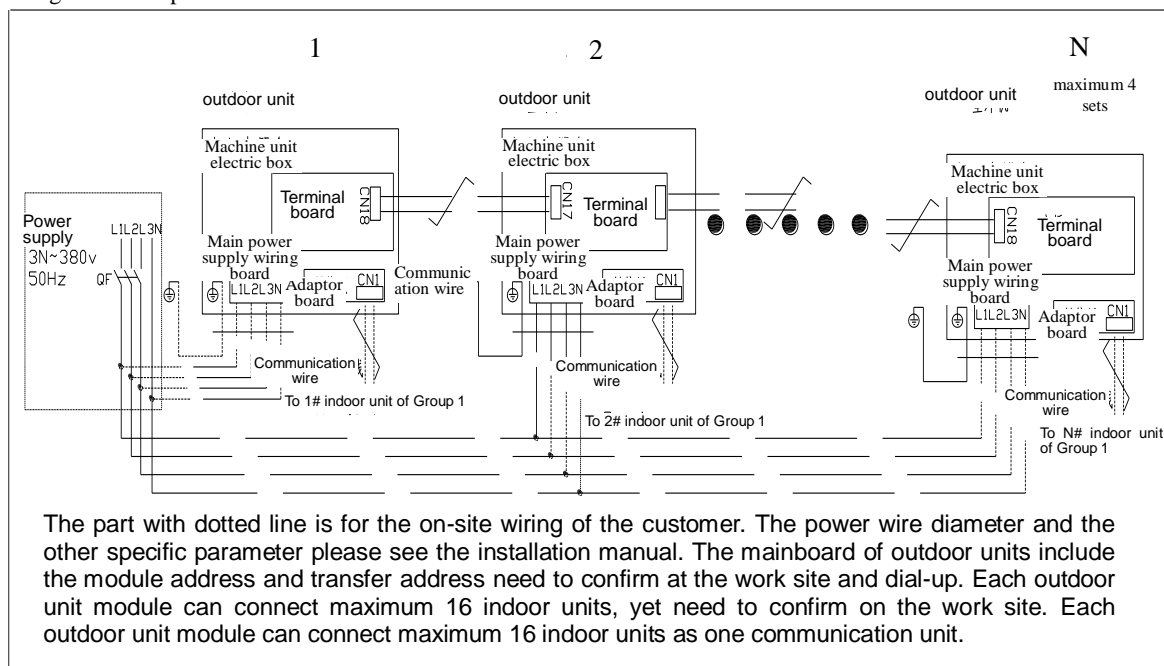 1
2
N
outdoor unit
outdoor unit
outdoor unit
maximum 4
sets
Machine unit
electric box
Terminal
board
CN18
Machine unit
electric box
CN17
Terminal
board
Machine unit
electric box
CN18
Terminal
board
Power
supply
3N~380v
50Hz
L1L2L3N
QF
Main power
supply wiring
board
L1L2L3N
Adaptor
board
CN1
Communic
ation wire
Main power
supply wiring
board
L1L2L3N
Adaptor
board
CN1
Main power
supply wiring
board
L1L2L3N
Adaptor
board
CN1
Communication
wire
To 1# indoor unit of Group 1
Communication
wire
To 2# indoor unit of Group 1
Communication
wire
To N# indoor unit
of Group 1
The part with dotted line is for the on-site wiring of the customer. The power wire diameter and the
other specific parameter please see the installation manual. The mainboard of outdoor units include
the module address and transfer address need to confirm at the work site and dial-up. Each outdoor
unit module can connect maximum 16 indoor units, yet need to confirm on the work site. Each
outdoor unit module can connect maximum 16 indoor units as one communication unit.